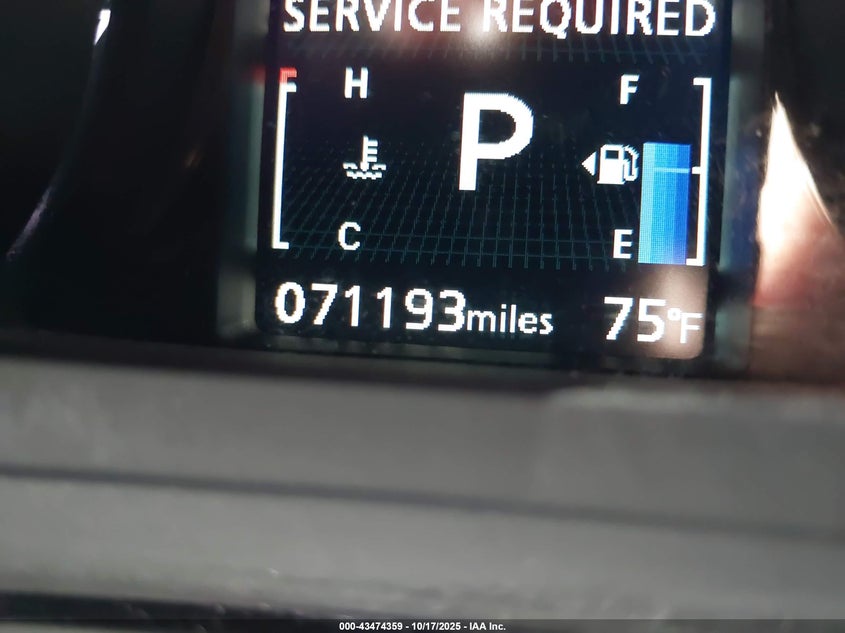 SERVICE REQUIRED
H F
P
C E
071193miles 75°F
000-43474359 - 10/17/2025 - IAA Inc.